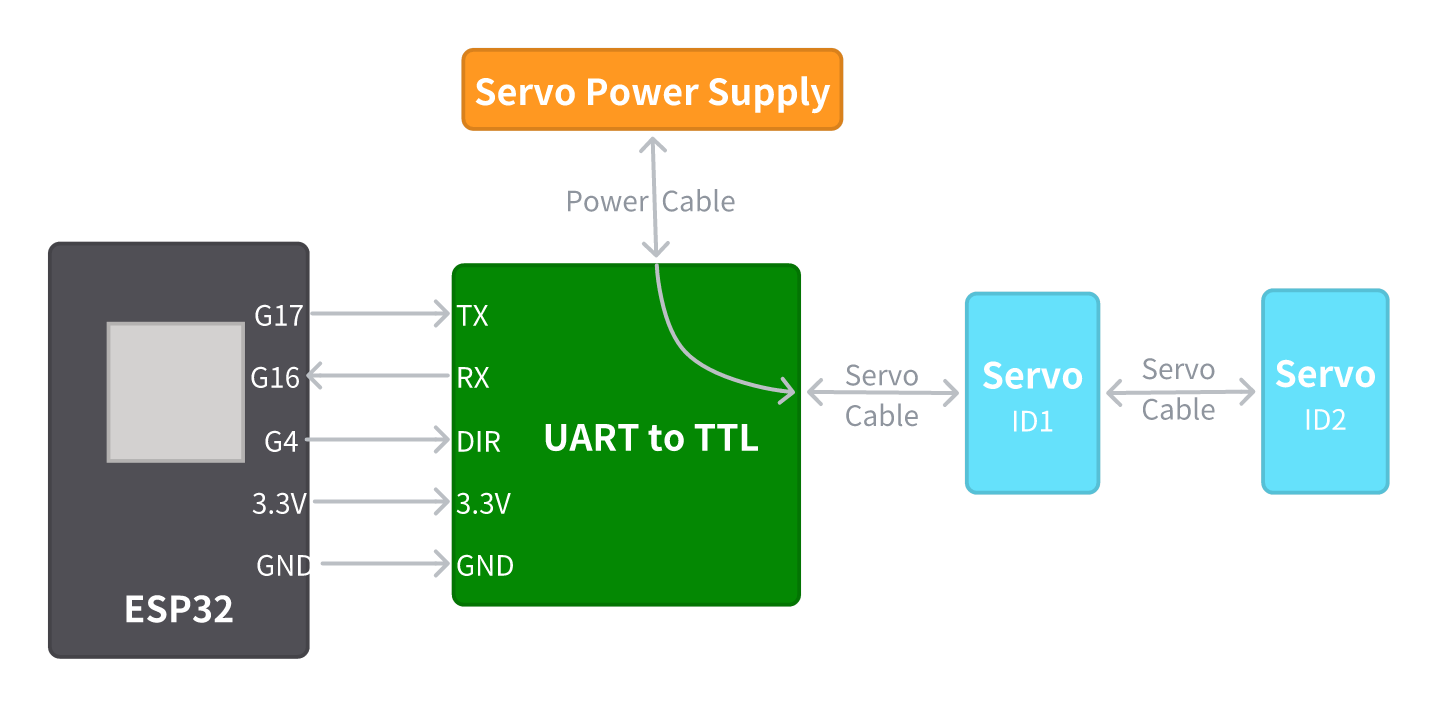 Servo Power Supply
Power Cable
G17
TX
G16
RX
G4
DIR
3.3V
3.3V
GND
GND
ESP32
UART to TTL
Servo
Cable
Servo
ID1
Servo
Cable
Servo
ID2